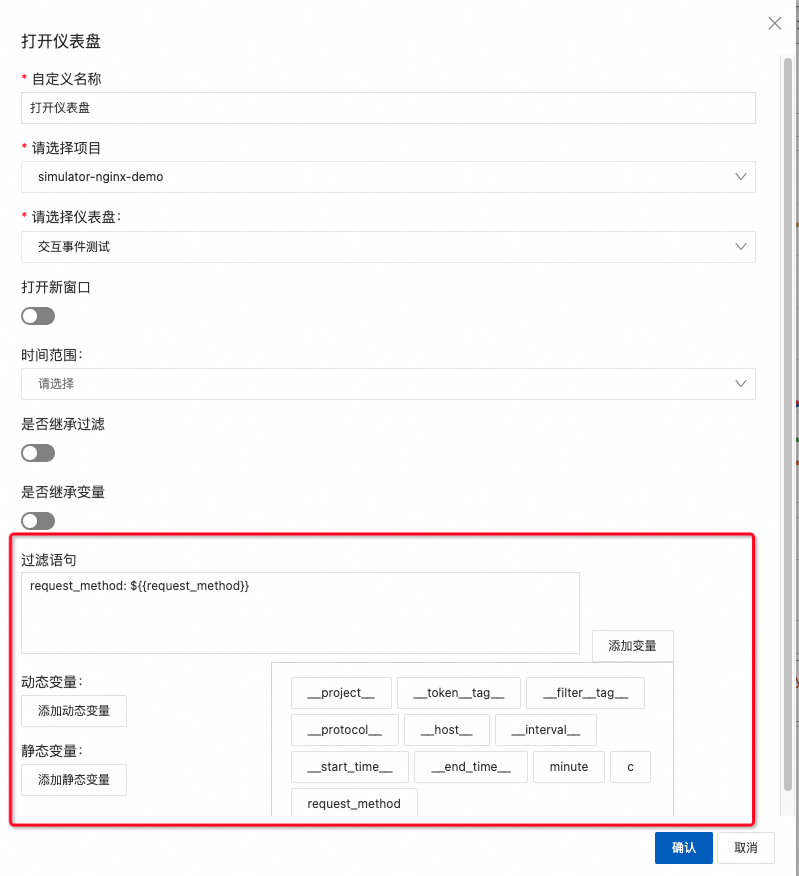 打开仪表盘
* 自定义名称
打开仪表盘
* 请选择项目
simulator-nginx-demo
* 请选择仪表盘:
交互事件测试
打开新窗口
时间范围:
请选择
是否继承过滤
是否继承变量
过滤语句
request_method: ${{request_method}}
添加变量
动态变量:
添加动态变量
静态变量:
添加静态变量
__project__ __token__tag__ __filter__tag__
__protocol__ __host__ __interval__
__start_time__ __end_time__ minute c
request_method
确认 取消